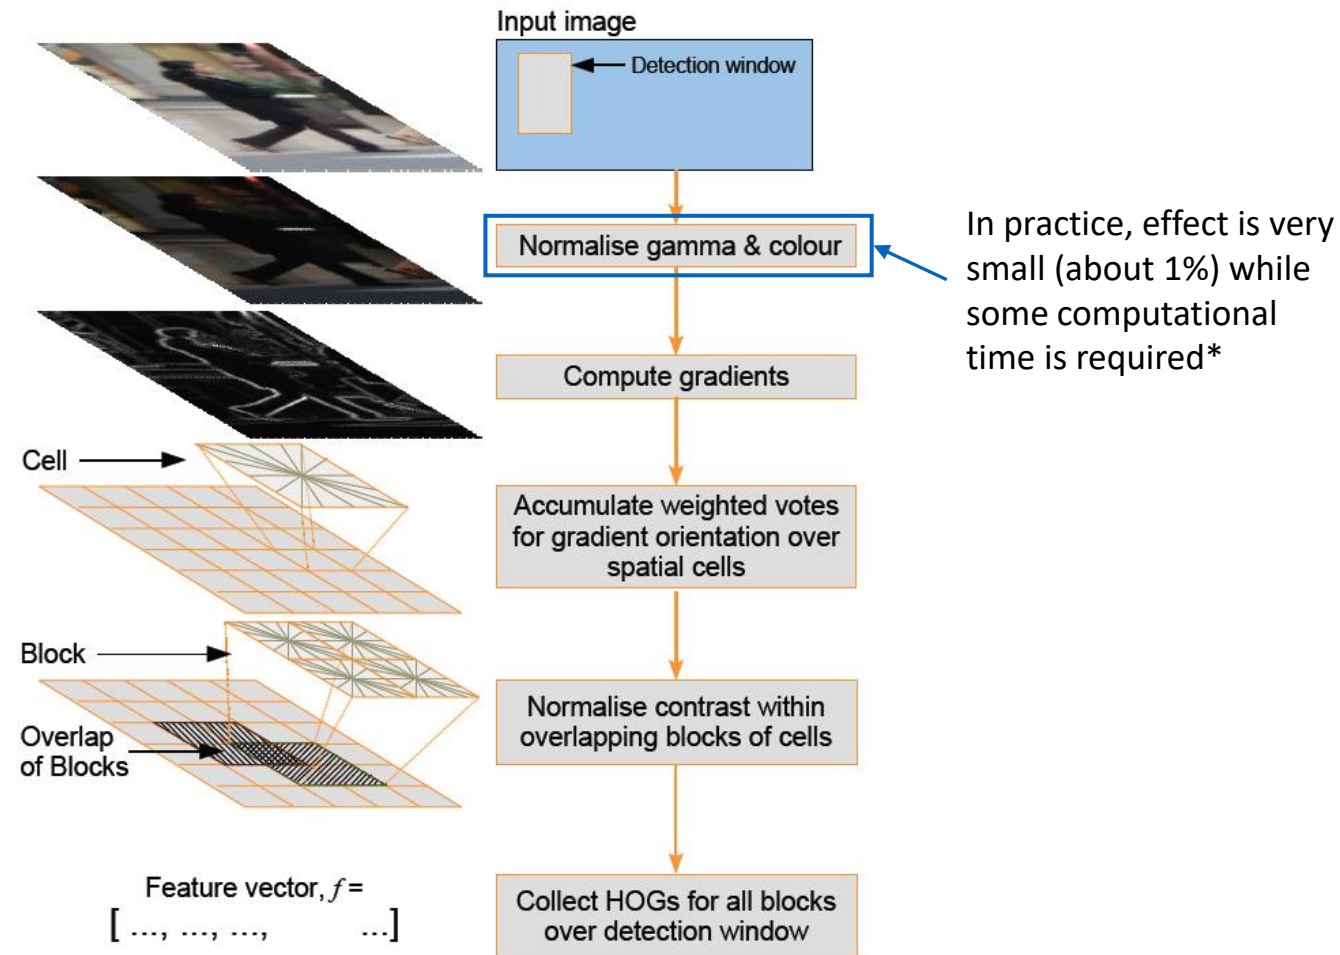 Input image
Detection window
Normalise gamma & colour
In practice, effect is very
small (about 1%) while
some computational
time is required*
Compute gradients
Cell
Accumulate weighted votes
for gradient orientation over
spatial cells
Block
Normalise contrast within
overlapping blocks of cells
Overlap
of Blocks
Feature vector, f =
[ ..., ..., ..., ...]
Collect HOGs for all blocks
over detection window